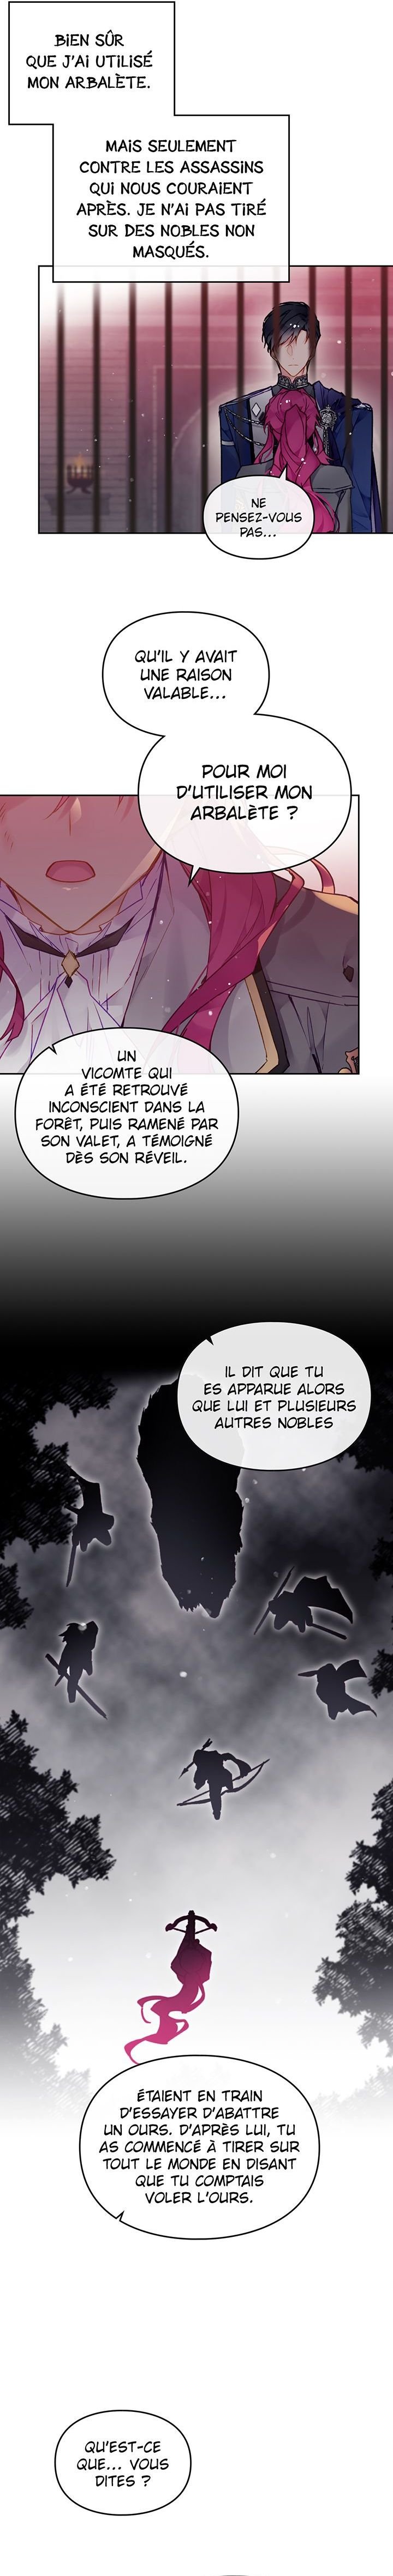 BIEN SÛR
QUE J'AI UTILISÉ
MON ARBALÈTE.
MAIS SEULEMENT
CONTRE LES ASSASSINS
QUI NOUS COURAIENT
APRÈS. JE N'AI PAS TIRÉ
SUR DES NOBLES NON
MASQUÉS.
NE
PENSEZ-VOUS
PAS...
QU'IL Y AVAIT
UNE RAISON
VALABLE...
POUR MOI
D'UTILISER MON
ARBALÈTE ?
UN
VICOMTE QUI
A ÉTÉ RETROUVÉ
INCONSCIENT DANS LA
FORÊT, PUIS RAMENÉ PAR
SON VALET, A TÉMOIGNÉ
DÈS SON RÉVEIL.
IL DIT QUE TU
ES APPARUE ALORS
QUE LUI ET PLUSIEURS
AUTRES NOBLES
ÉTAIENT EN TRAIN
D'ESSAYER D'ABATTRE
UN OURS. D'APRÈS LUI, TU
AS COMMENCÉ À TIRER SUR
TOUT LE MONDE EN DISANT
QUE TU COMPTAIS
VOLER L'OURS.
QU'EST-CE
QUE... VOUS
DITES ?